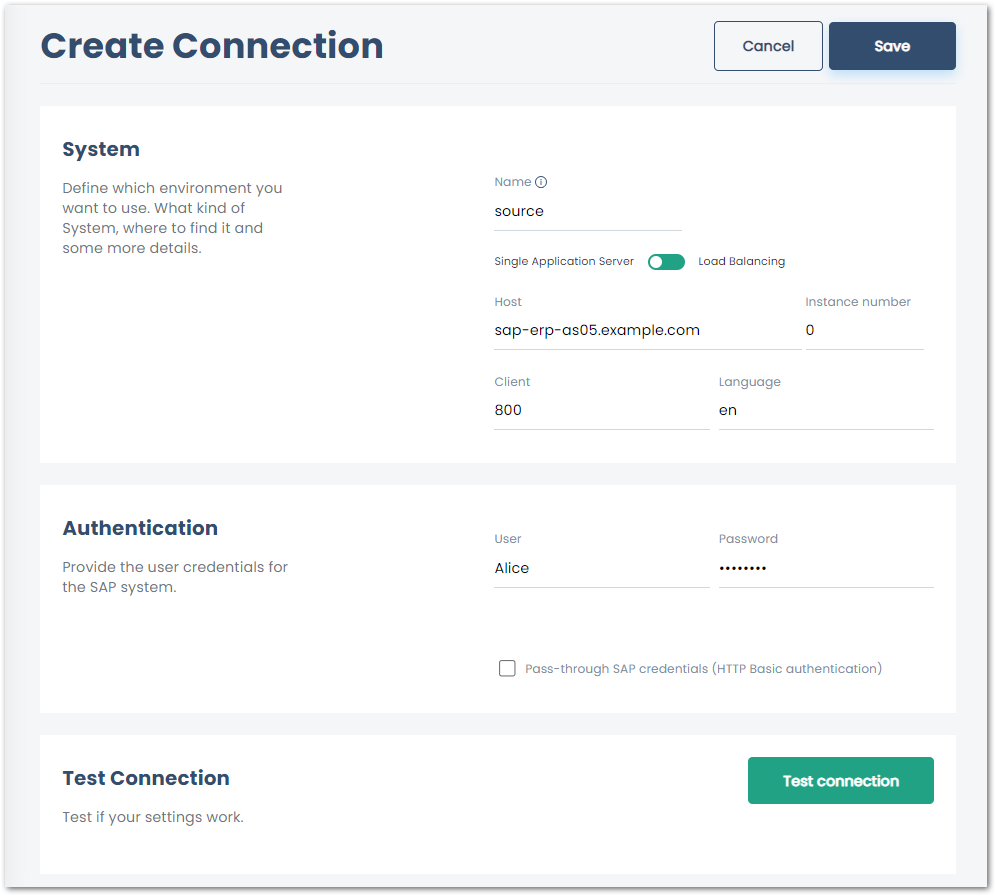 Create Connection
Cancel
Save
System
Define which environment you
want to use. What kind of
System, where to find it and
some more details.
Name
source
Single Application Server
Load Balancing
Host
Instance number
sap-erp-as05.example.com
0
Client
Language
800
en
Authentication
Provide the user credentials for
the SAP system.
User
Password
Alice
••••••••
Pass-through SAP credentials (HTTP Basic authentication)
Test Connection
Test if your settings work.
Test connection